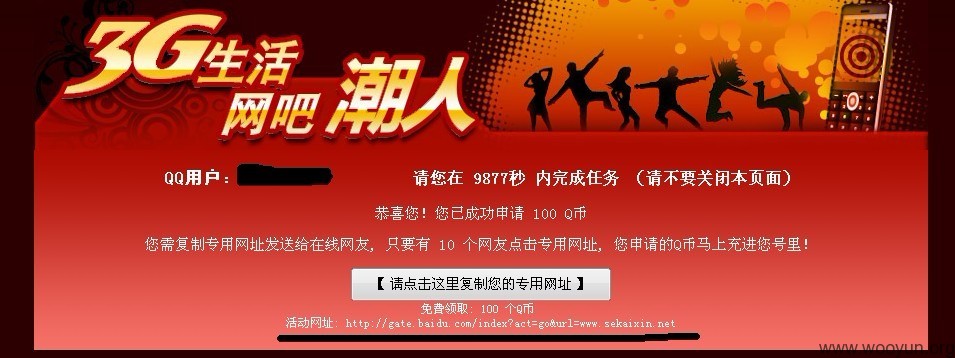 3G生活
网吧 潮人
QQ用户： 请您在 9877秒 内完成任务 （请不要关闭本页面）
恭喜您！您已成功申请 100 Q币
您需复制专用网址发送给在线网友，只要有 10 个网友点击专用网址，您申请的Q币马上充进您号里！
【 请点击这里复制您的专用网址 】
免费领取：100 个Q币
活动网址：http://gate.baidu.com/index?act=go&url=www.sekaixin.net
www.wooyun.org